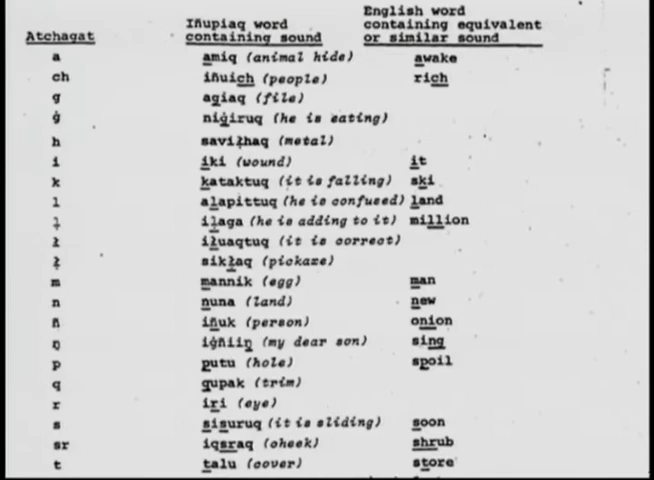 English word
Iñupiaq word containing equivalent
Atchagat containing sound or similar sound
a amiq (animal hide) awake
ch iñuich (people) rich
g agiaq (file)
ġ niġiruq (he is eating)
h savił̣haq (metal)
i iki (wound) it
k kataktuq (it is falling) ski
l alapittuq (he is confused) land
ḷ iḷaga (he is adding to it) million
ł iłuaqtuq (it is correct)
ł̣ sikł̣aq (pickaxe)
m mannik (egg) man
n nuna (land) new
ñ iñuk (person) onion
ŋ iġñiiŋ (my dear son) sing
p putu (hole) spoil
q qupak (trim)
r iri (eye)
s sisuruq (it is sliding) soon
sr iqsraq (cheek) shrub
t talu (cover) store